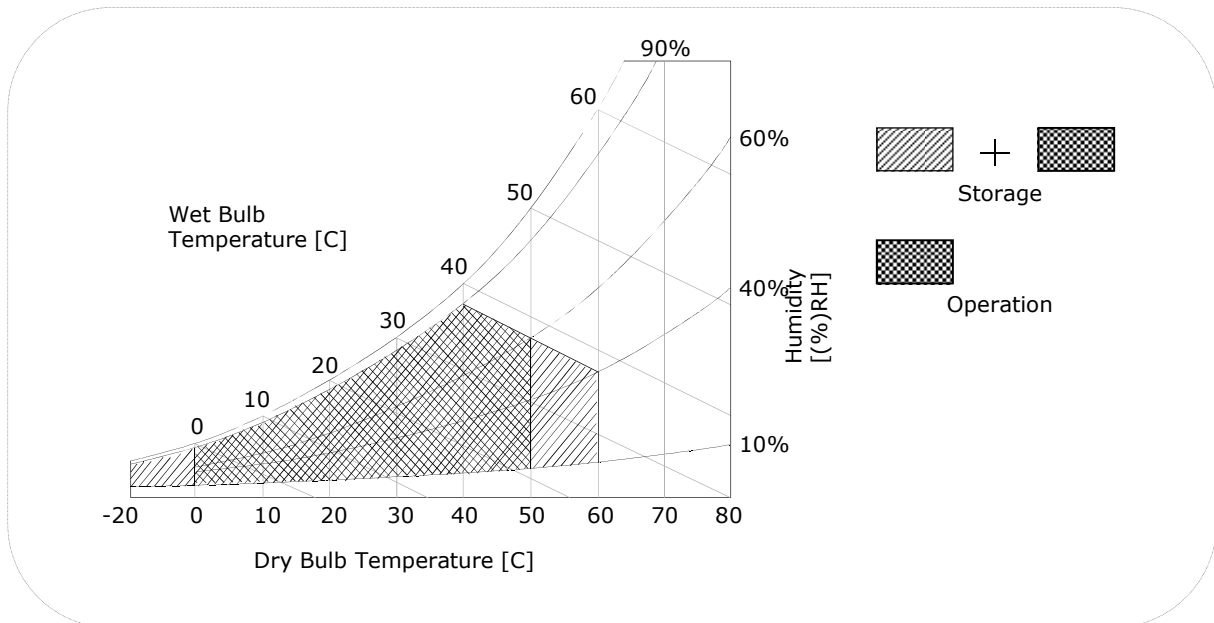 90%
60
60%
50
Storage
Wet Bulb
Temperature [C]
40
40%
Humidity
[(%)RH]
Operation
30
20
10
0
10%
-20 0 10 20 30 40 50 60 70 80
Dry Bulb Temperature [C]